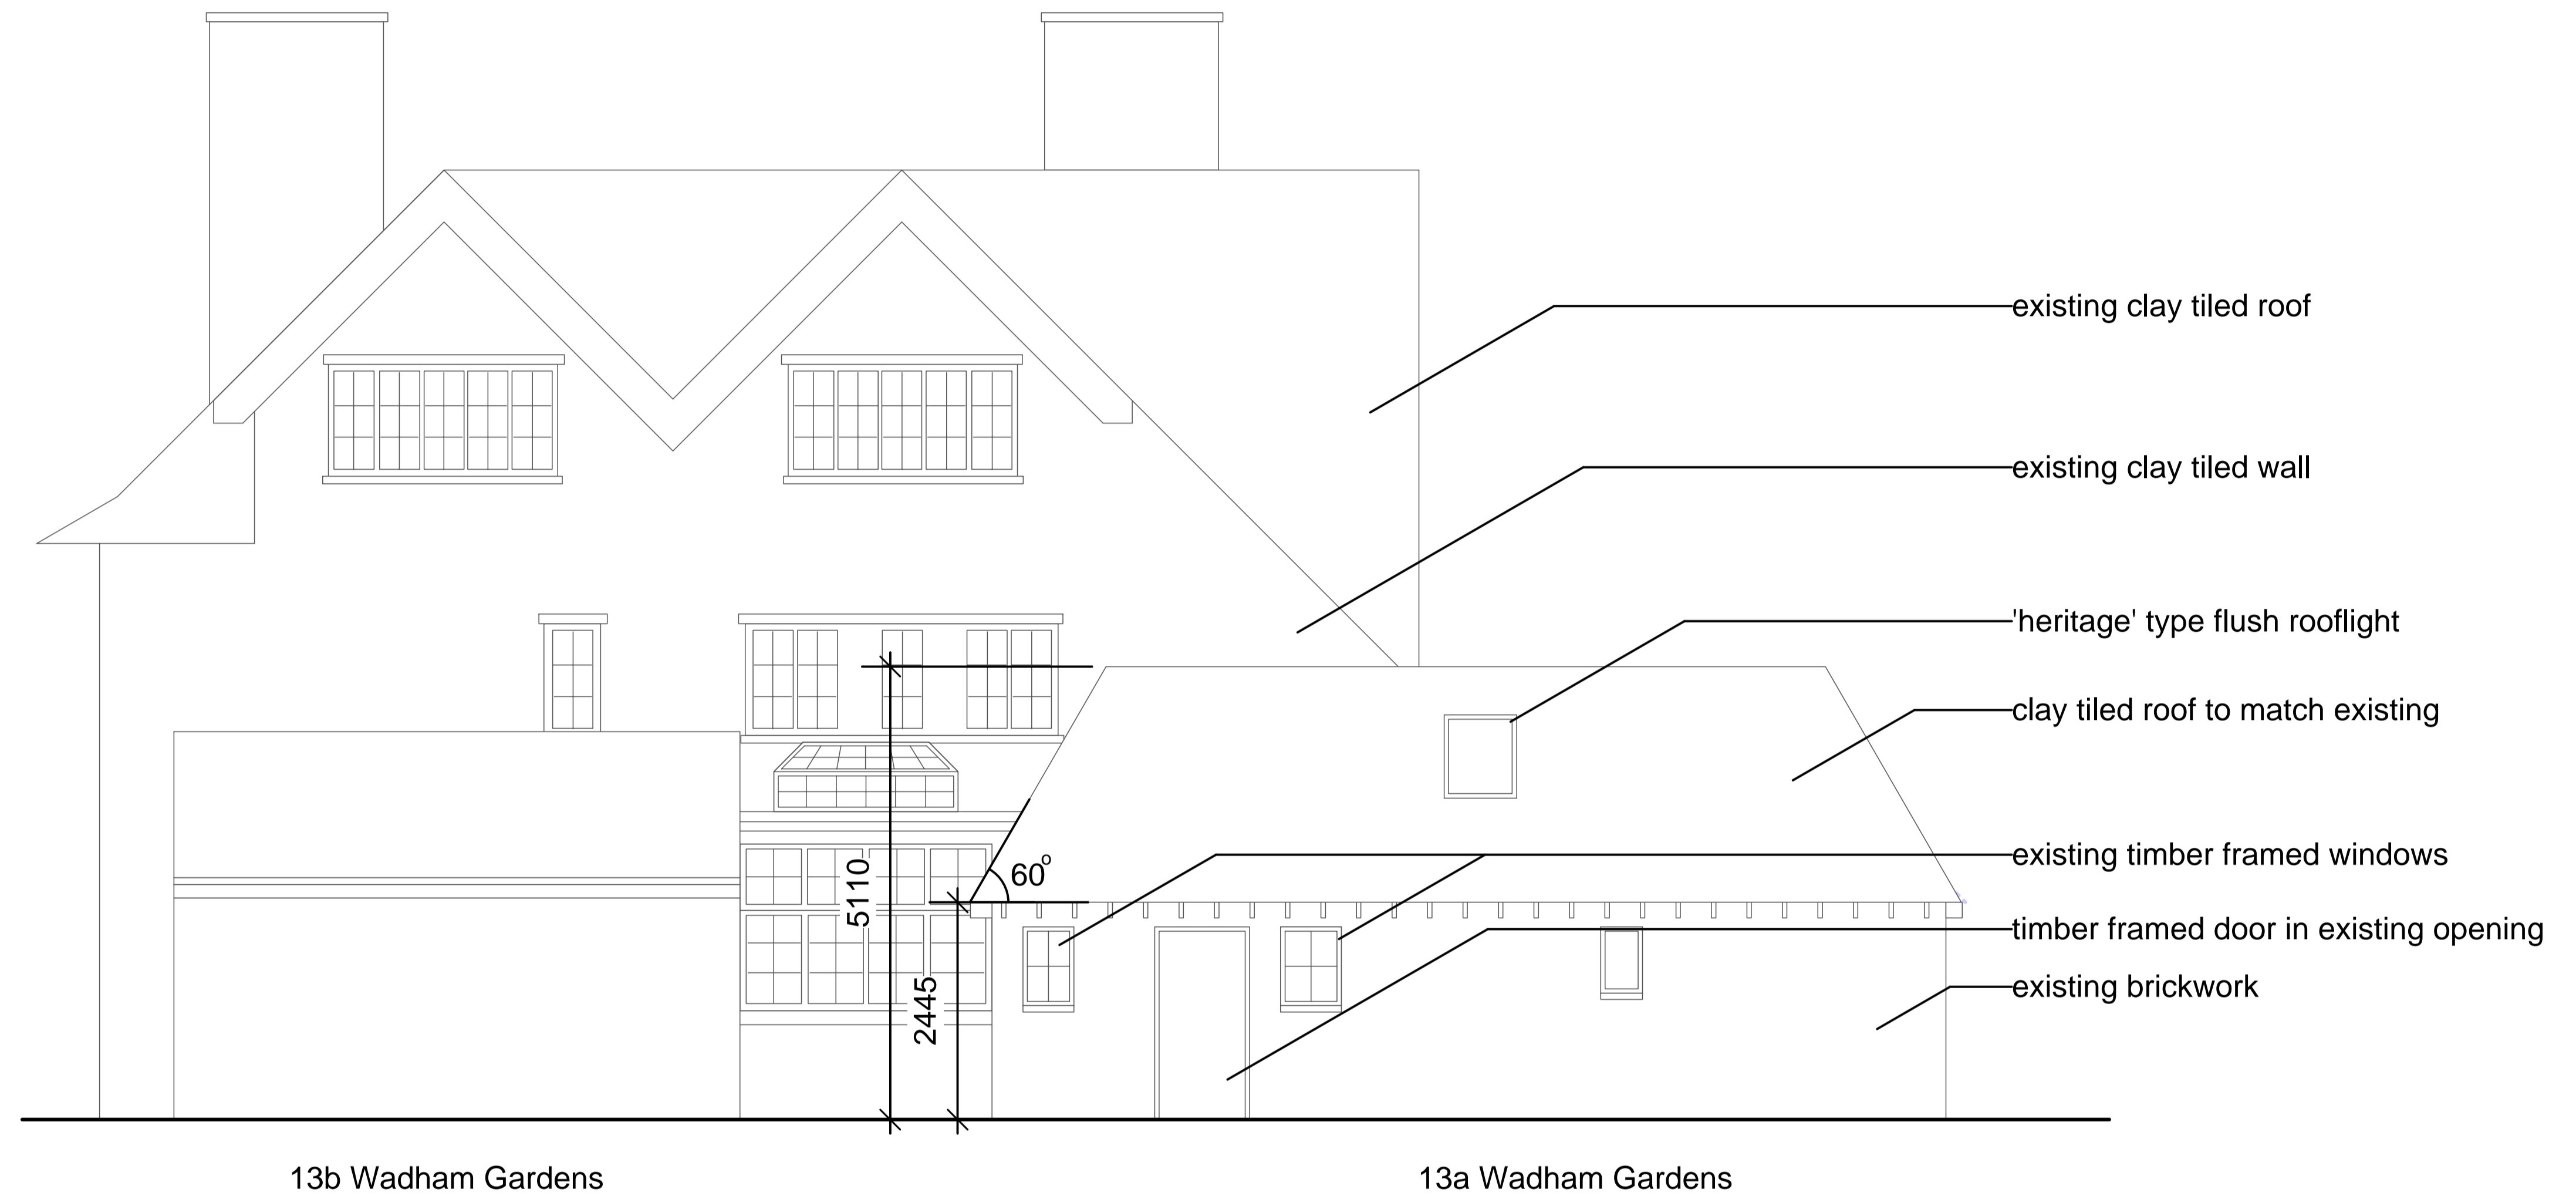 existing clay tiled roof
existing clay tiled wall
'heritage' type flush rooflight
clay tiled roof to match existing
existing timber framed windows
timber framed door in existing opening
existing brickwork
60°
5110
2445
13b Wadham Gardens
13a Wadham Gardens